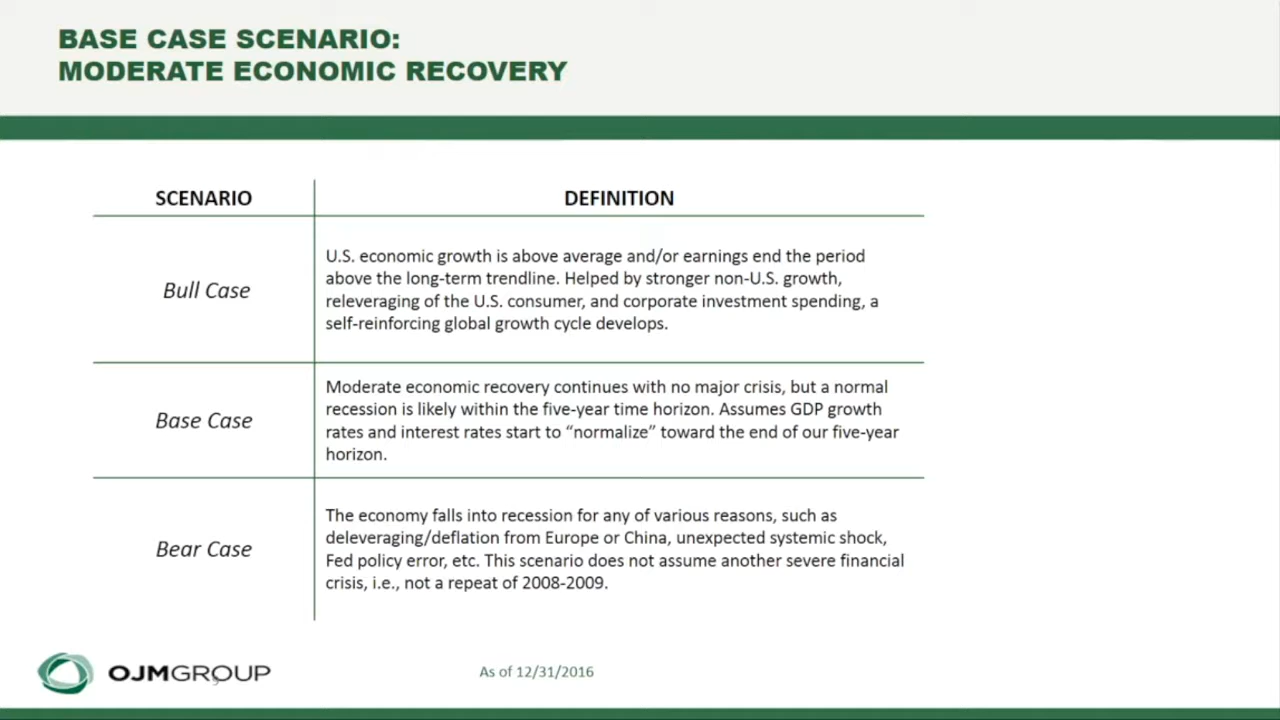 BASE CASE SCENARIO:
MODERATE ECONOMIC RECOVERY
SCENARIO
DEFINITION
Bull Case
U.S. economic growth is above average and/or earnings end the period
above the long-term trendline. Helped by stronger non-U.S. growth,
releveraging of the U.S. consumer, and corporate investment spending, a
self-reinforcing global growth cycle develops.
Base Case
Moderate economic recovery continues with no major crisis, but a normal
recession is likely within the five-year time horizon. Assumes GDP growth
rates and interest rates start to “normalize” toward the end of our five-year
horizon.
Bear Case
The economy falls into recession for any of various reasons, such as
deleveraging/deflation from Europe or China, unexpected systemic shock,
Fed policy error, etc. This scenario does not assume another severe financial
crisis, i.e., not a repeat of 2008-2009.
OJMGROUP
As of 12/31/2016